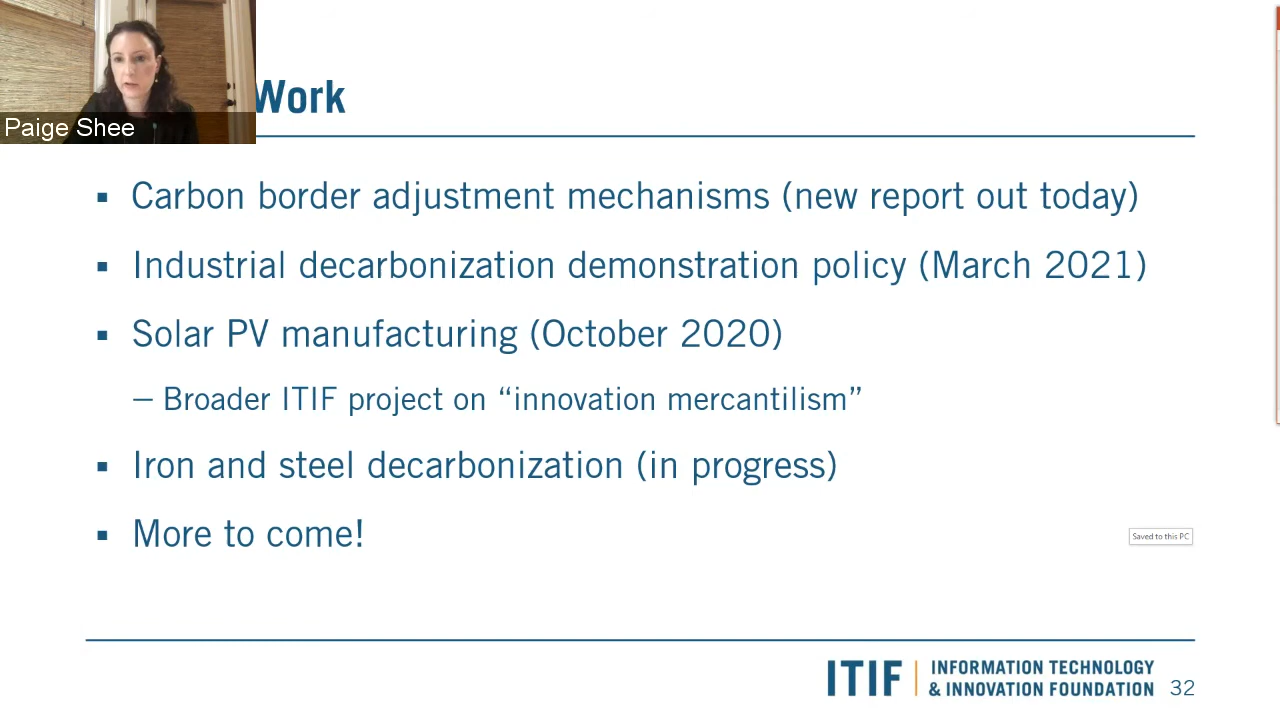 Work
Paige Shee
▪ Carbon border adjustment mechanisms (new report out today)
▪ Industrial decarbonization demonstration policy (March 2021)
▪ Solar PV manufacturing (October 2020)
– Broader ITIF project on “innovation mercantilism”
▪ Iron and steel decarbonization (in progress)
▪ More to come!
Saved to this PC
ITIF | INFORMATION TECHNOLOGY
& INNOVATION FOUNDATION
32